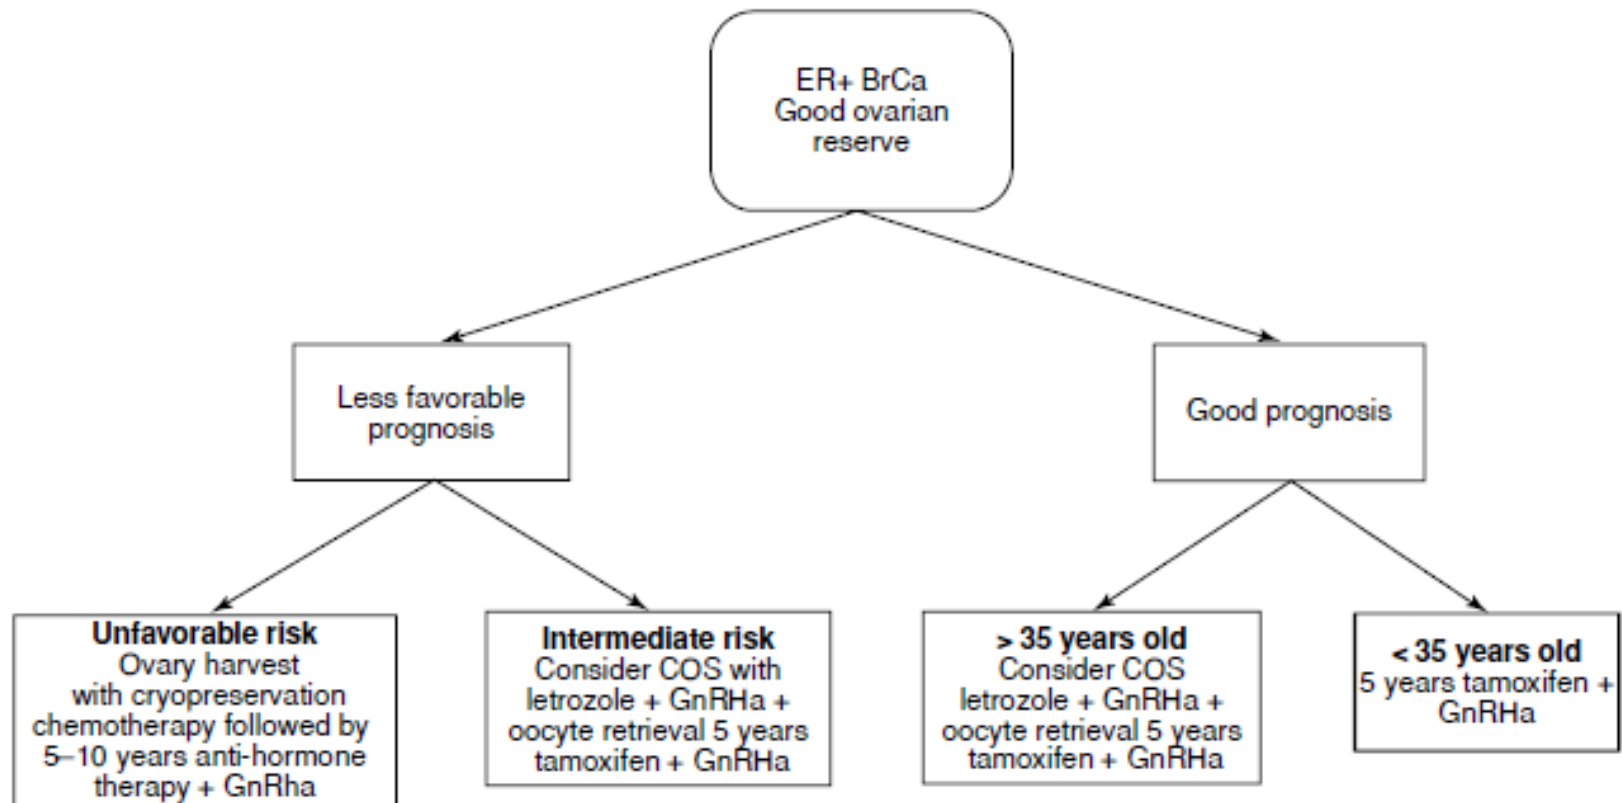 ER+ BrCa
Good ovarian
reserve
Less favorable
prognosis
Good prognosis
Unfavorable risk
Ovary harvest
with cryopreservation
chemotherapy followed by
5–10 years anti-hormone
therapy + GnRha
Intermediate risk
Consider COS with
letrozole + GnRHa +
oocyte retrieval 5 years
tamoxifen + GnRHa
> 35 years old
Consider COS
letrozole + GnRHa +
oocyte retrieval 5 years
tamoxifen + GnRHa
< 35 years old
5 years tamoxifen +
GnRHa